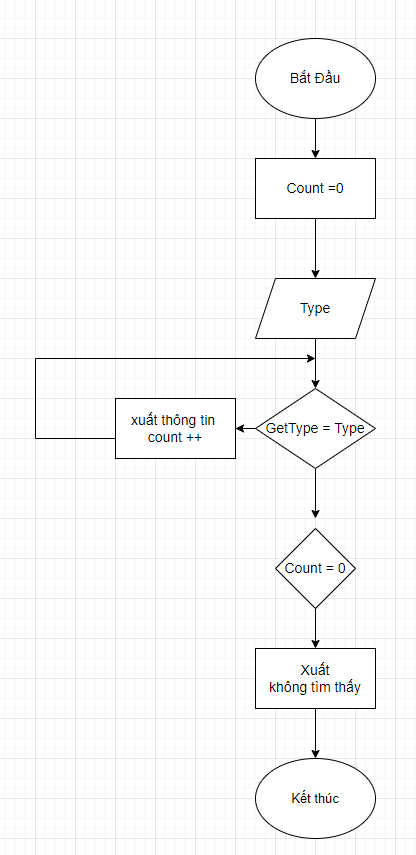 Bắt Đầu
Count =0
Type
GetType = Type
xuất thông tin
count ++
Count = 0
Xuất
không tìm thấy
Kết thúc